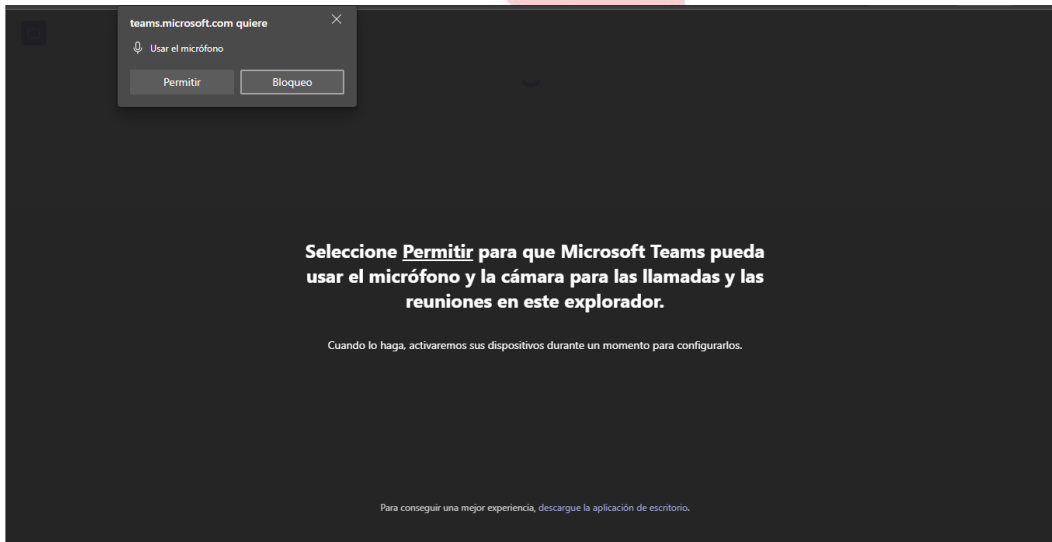 teams.microsoft.com quiere
Usar el micrófono
Permitir
Bloqueo
Seleccione Permitir para que Microsoft Teams pueda
usar el micrófono y la cámara para las llamadas y las
reuniones en este explorador.
Cuando lo haga, activaremos sus dispositivos durante un momento para configurarlos.
Para conseguir una mejor experiencia, descargue la aplicación de escritorio.